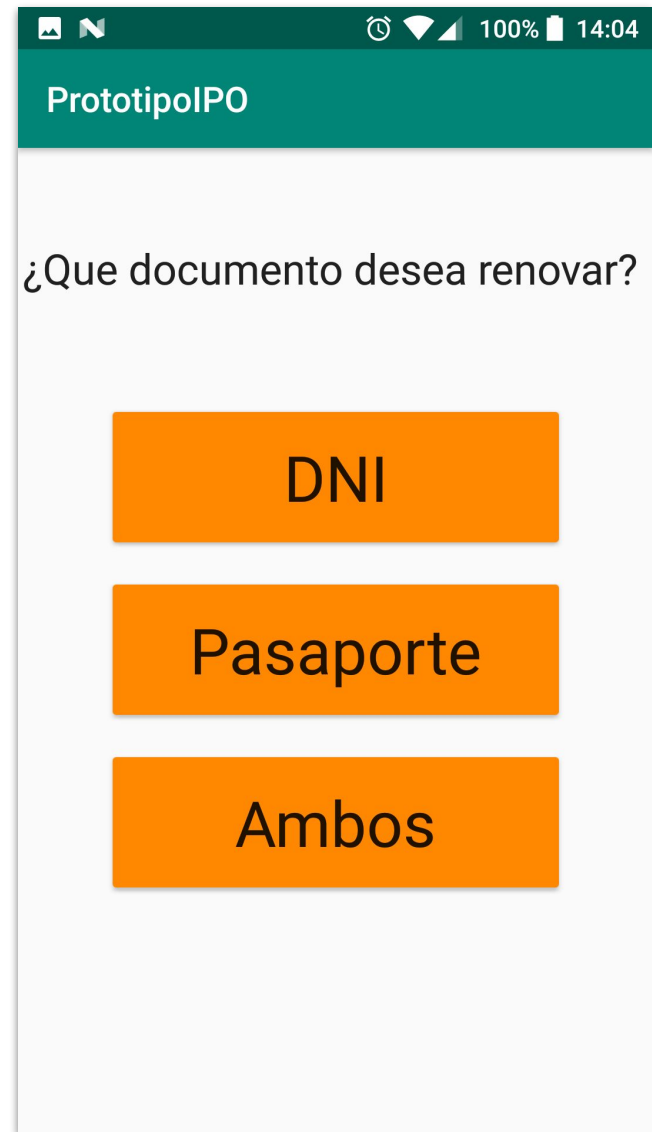 100% 14:04
PrototipoIPO
¿Que documento desea renovar?
DNI
Pasaporte
Ambos